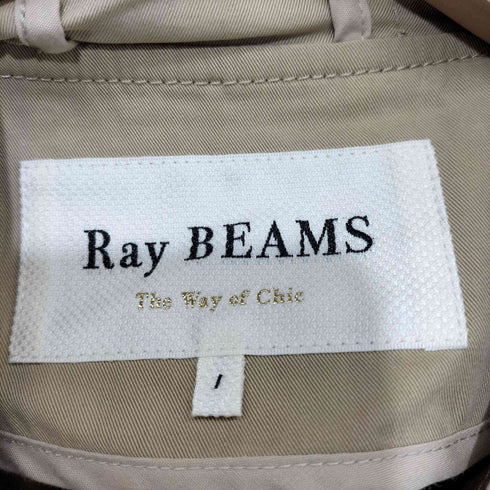 Ray BEAMS
The Way of Chic
1